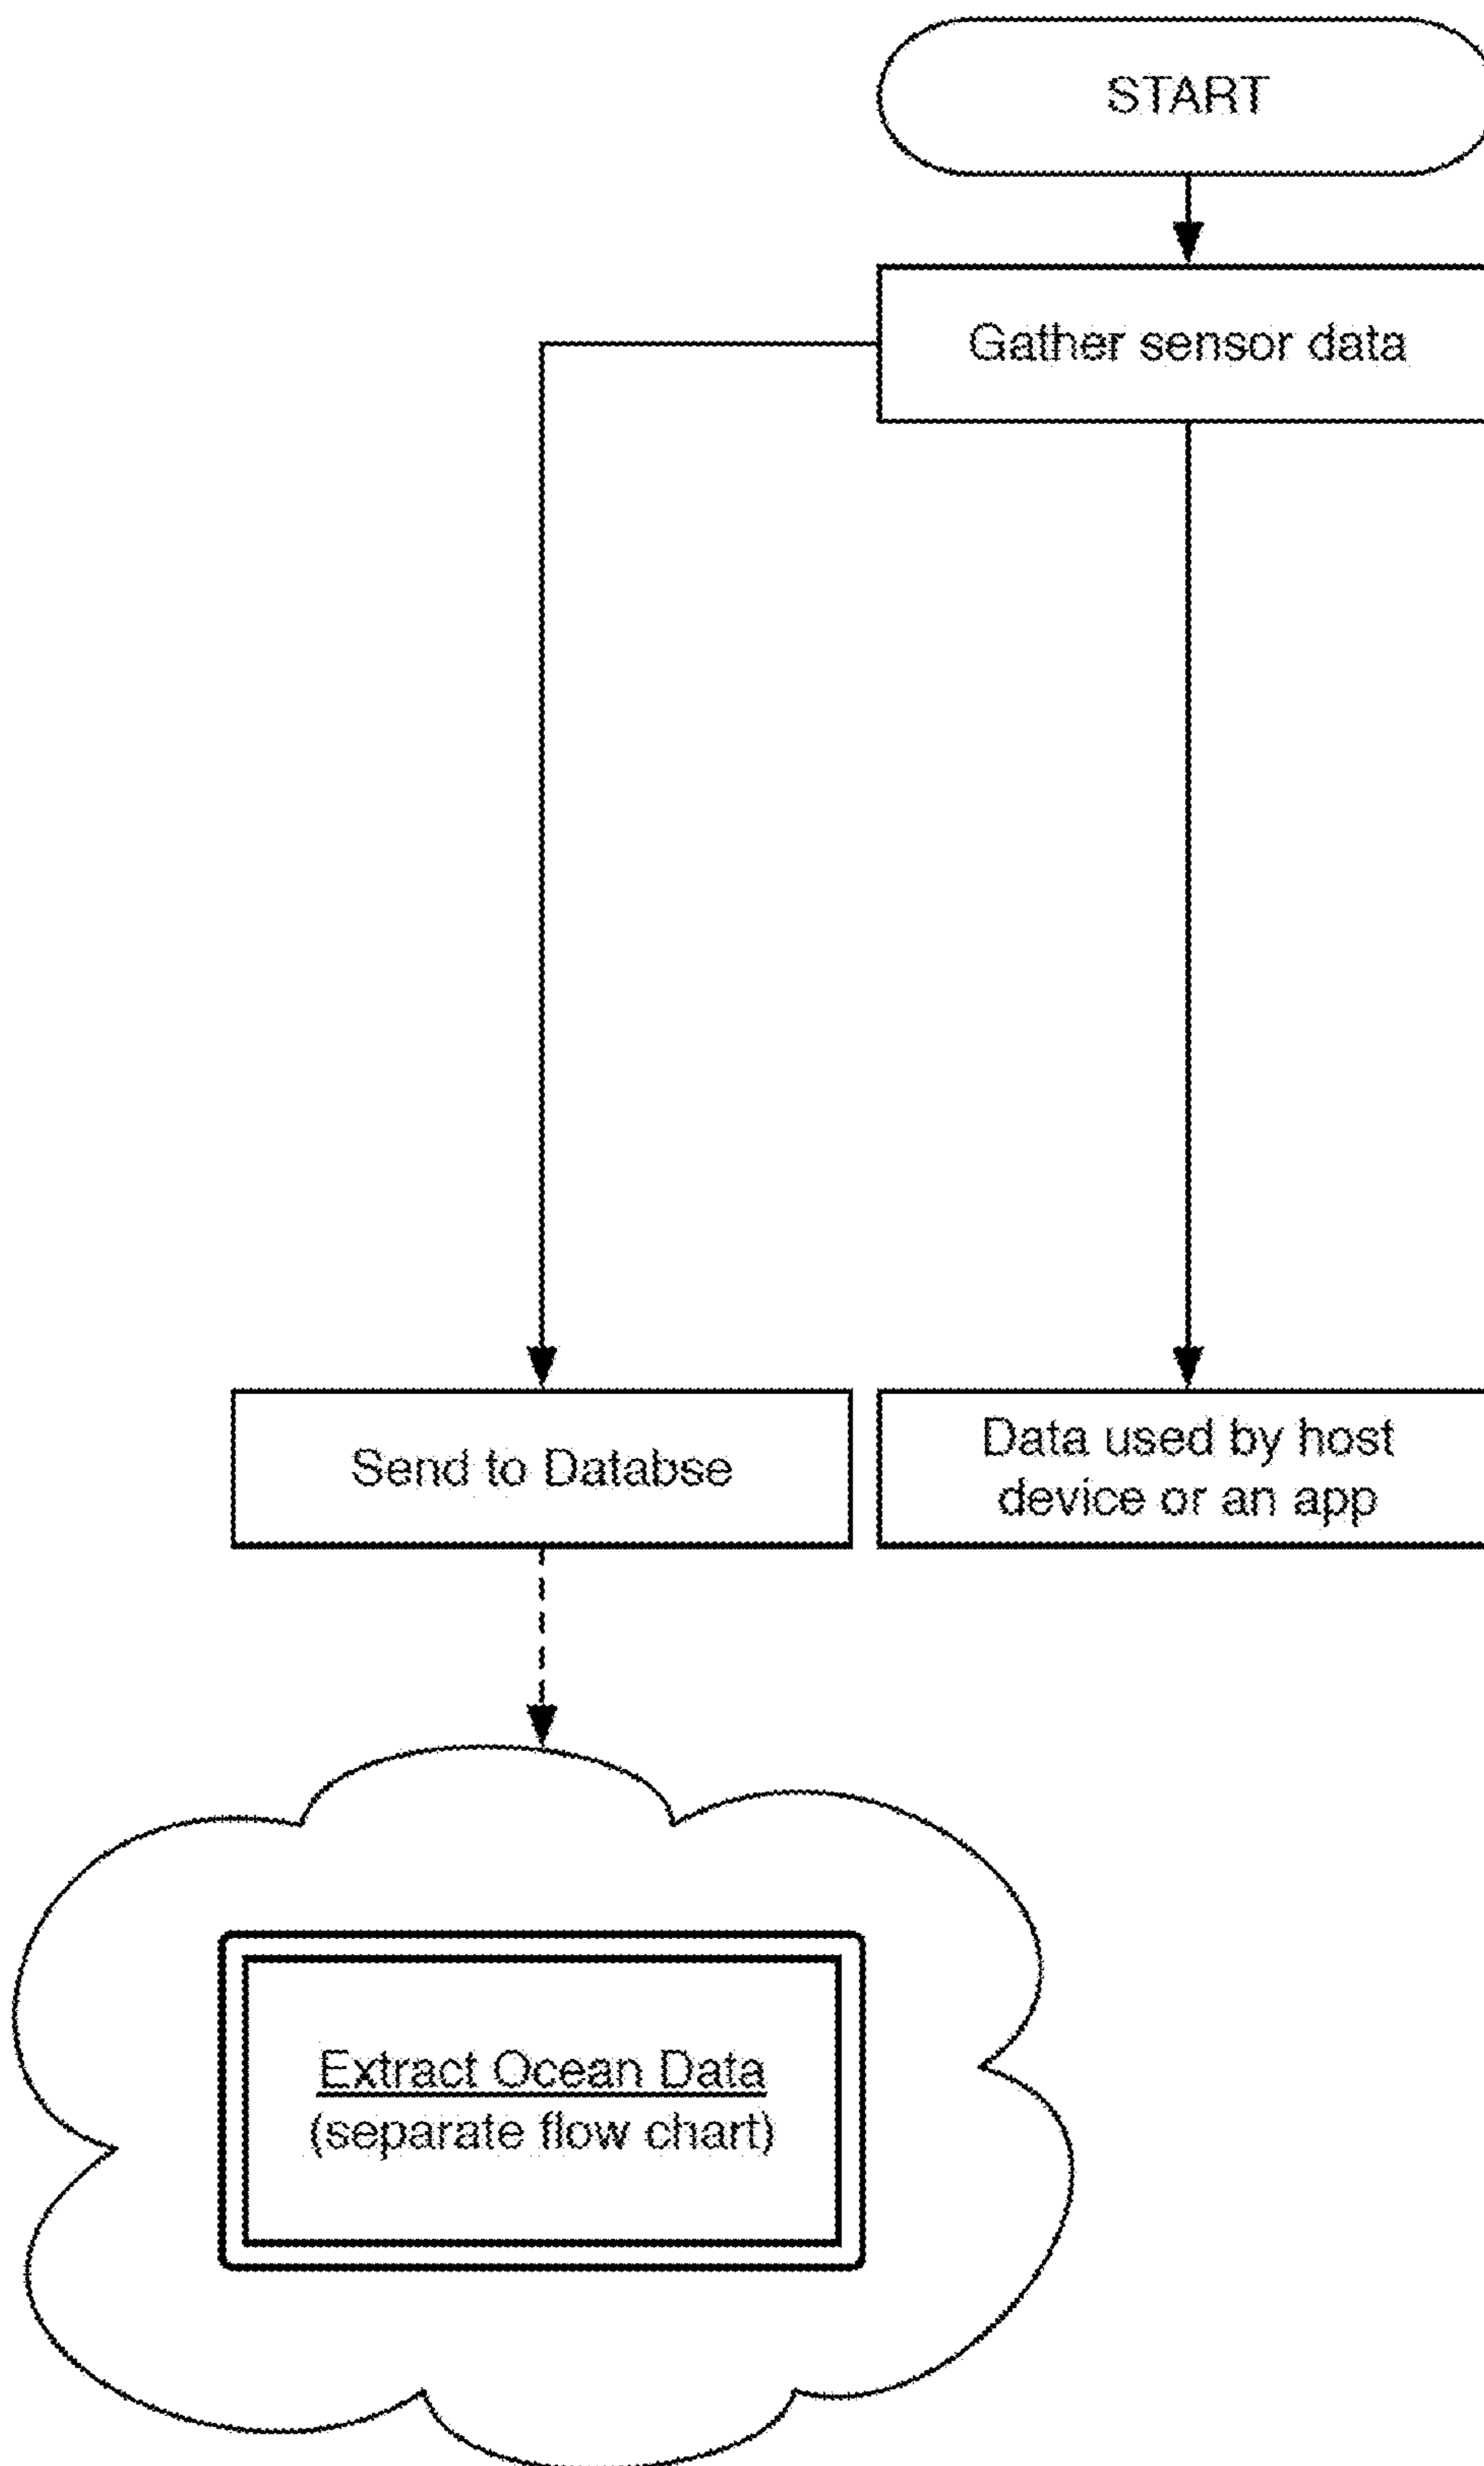 START
Gather sensor data
Send to Databse
Data used by host
device or an app
Extract Ocean Data
(separate flow chart)